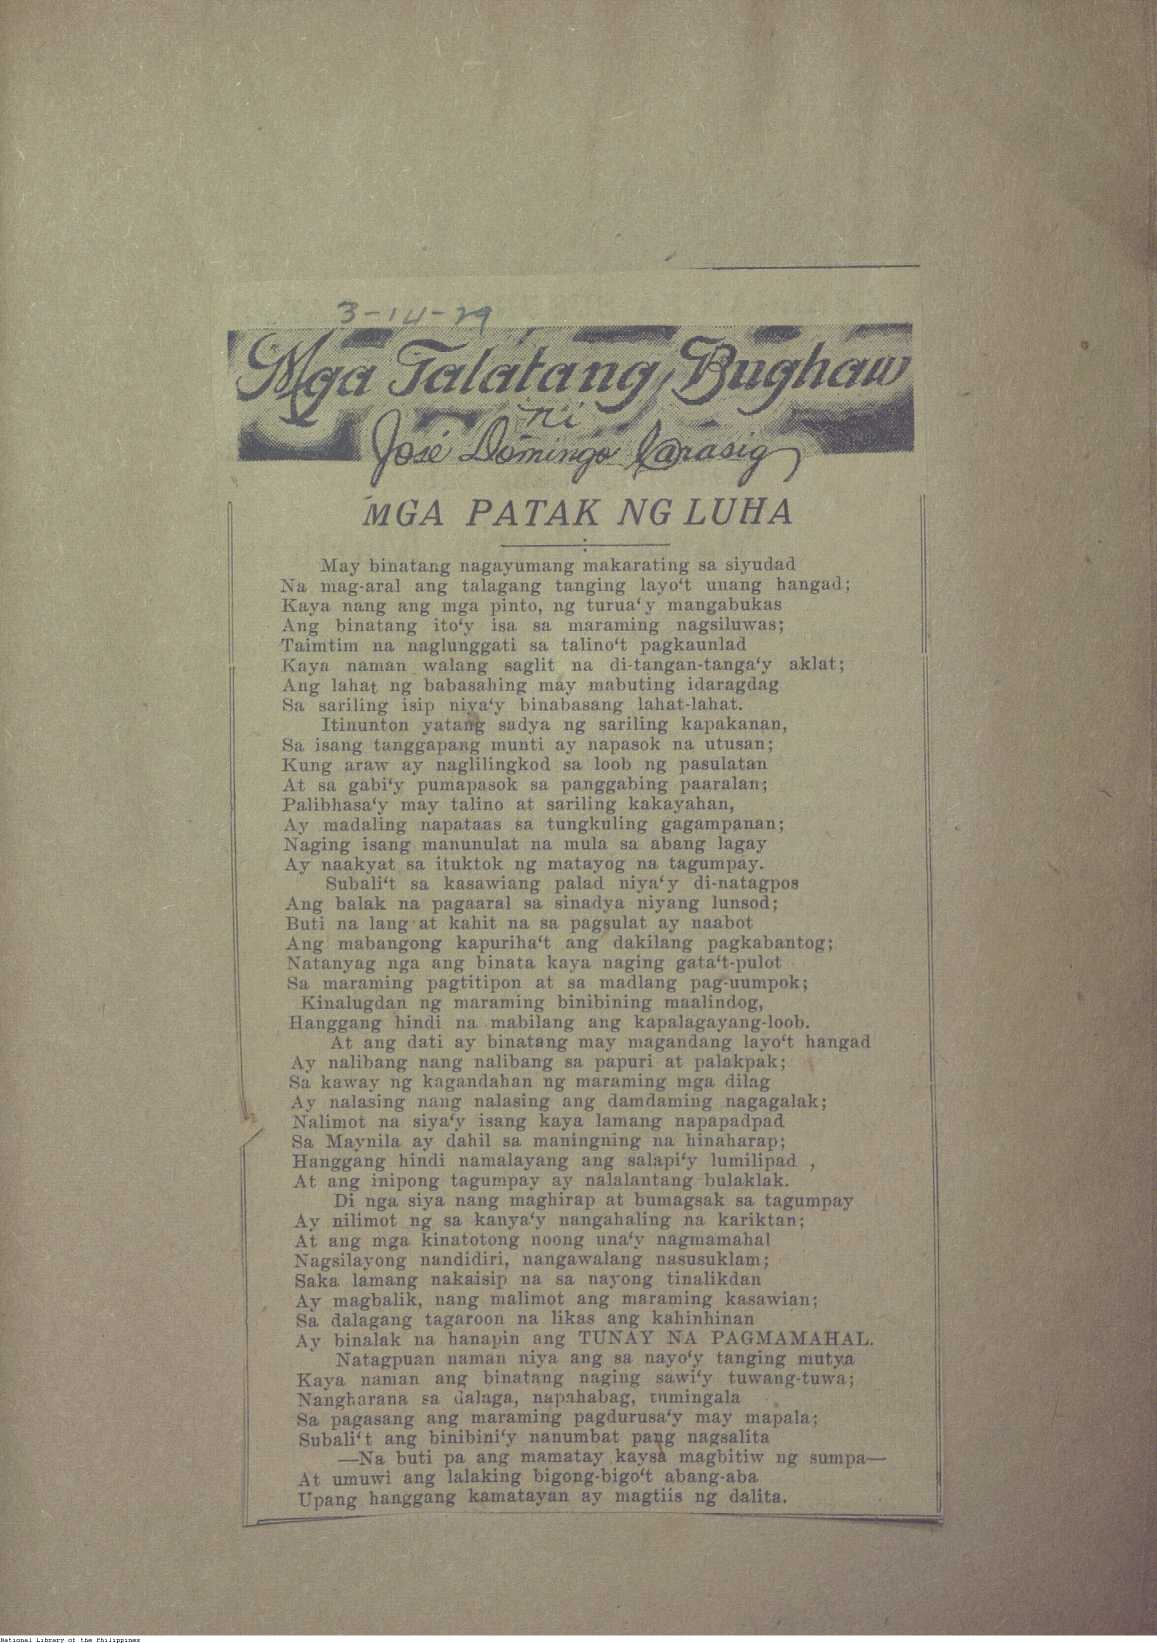 3-14-29
Mga Talatang Bughaw
ni
José Domingo Karasig
MGA PATAK NG LUHA
May binatang nagayumang makarating sa siyudad
Na mag-aral ang talagang tanging layo‘t unang hangad;
Kaya nang ang mga pinto, ng turua‘y mangabukas
Ang binatang ito‘y isa sa maraming nagsiluwas;
Taimtim na naglunggati sa talino‘t pagkaunlad
Kaya naman walang saglit na di-tangan-tanga‘y aklat;
Ang lahat ng babasahing may mabuting idaragdag
Sa sariling isip niya‘y binabasang lahat-lahat.
Itinunton yatang sadya ng sariling kapakanan,
Sa isang tanggapang munti ay napasok na utusan;
Kung araw ay naglilingkod sa loob ng pasulatan
At sa gabi‘y pumapasok sa panggabing paaralan;
Palibhasa‘y may talino at sariling kakayahan,
Ay madaling napataas sa tungkuling gagampanan;
Naging isang manunulat na mula sa abang lagay
Ay naakyat sa ituktok ng matayog na tagumpay.
Subali‘t sa kasawiang palad niya‘y di-natagpos
Ang balak na pagaaral sa sinadya niyang lunsod;
Buti na lang at kahit na sa pagsulat ay naabot
Ang mabangong kapuriha‘t ang dakilang pagkabantog;
Natanyag nga ang binata kaya naging gata‘t-pulot
Sa maraming pagtitipon at sa madlang pag-uumpok;
Kinalugdan ng maraming binibining maalindog,
Hanggang hindi na mabilang ang kapalagayang-loob.
At ang dati ay binatang may magandang layo‘t hangad
Ay nalibang nang nalibang sa papuri at palakpak;
Sa kaway ng kagandahan ng maraming mga dilag
Ay nalasing nang nalasing ang damdaming nagagalak;
Nalimot na siya‘y isang kaya lamang napapadpad
Sa Maynila ay dahil sa maningning na hinaharap;
Hanggang hindi namalayang ang salapi‘y lumilipad ,
At ang inipong tagumpay ay nalalantang bulaklak.
Di nga siya nang maghirap at bumagsak sa tagumpay
Ay nilimot ng sa kanya‘y nangahaling na kariktan;
At ang mga kinatotong noong una‘y nagmamahal
Nagsilayong nandidiri, nangawalang nasusuklam;
Saka lamang nakaisip na sa nayong tinalikdan
Ay magbalik, nang malimot ang maraming kasawian;
Sa dalagang tagaroon na likas ang kahinhinan
Ay binalak na hanapin ang TUNAY NA PAGMAMAHAL.
Natagpuan naman niya ang sa nayo‘y tanging mutya
Kaya naman ang binatang naging sawi‘y tuwang-tuwa;
Nangharana sa dalaga, napahabag, tumingala
Sa pagasang ang maraming pagdurusa‘y may mapala;
Subali‘t ang binibini‘y nanumbat pang nagsalita
—Na buti pa ang mamatay kaysa magbitiw ng sumpa—
At umuwi ang lalaking bigong-bigo‘t abang-aba
Upang hanggang kamatayan ay magtiis ng dalita.
National Library of the Philippines